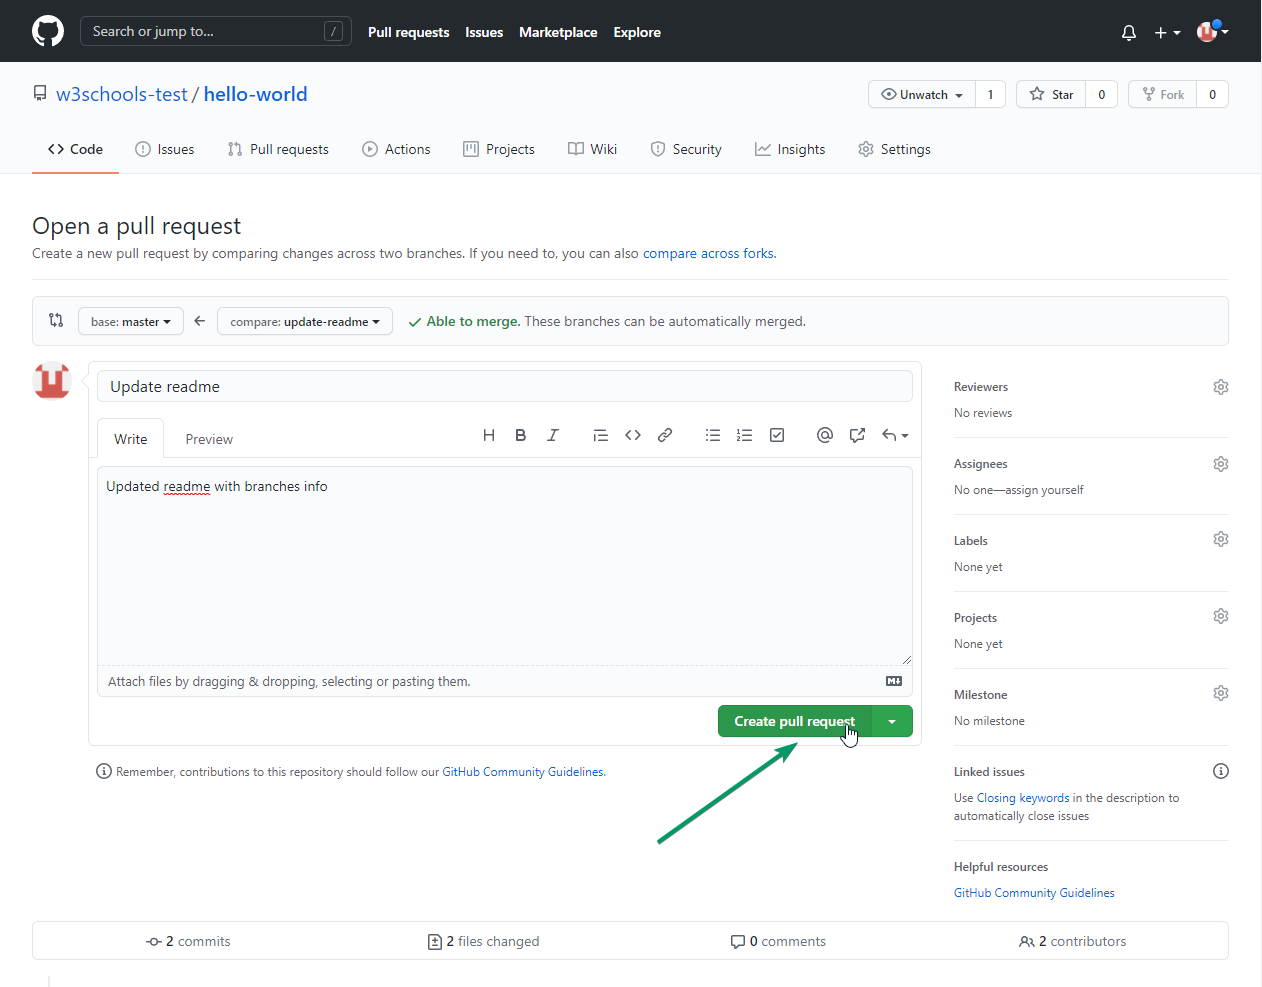 Search or jump to... /
Pull requests Issues Marketplace Explore
w3schools-test / hello-world
Unwatch 1 Star 0 Fork 0
Code Issues Pull requests Actions Projects Wiki Security Insights Settings
Open a pull request
Create a new pull request by comparing changes across two branches. If you need to, you can also compare across forks.
base: master compare: update-readme Able to merge. These branches can be automatically merged.
Update readme
Write Preview H B I
Updated readme with branches info
Attach files by dragging & dropping, selecting or pasting them.
Create pull request
Remember, contributions to this repository should follow our GitHub Community Guidelines.
Reviewers
No reviews
Assignees
No one—assign yourself
Labels
None yet
Projects
None yet
Milestone
No milestone
Linked issues
Use Closing keywords in the description to
automatically close issues
Helpful resources
GitHub Community Guidelines
2 commits 2 files changed 0 comments 2 contributors